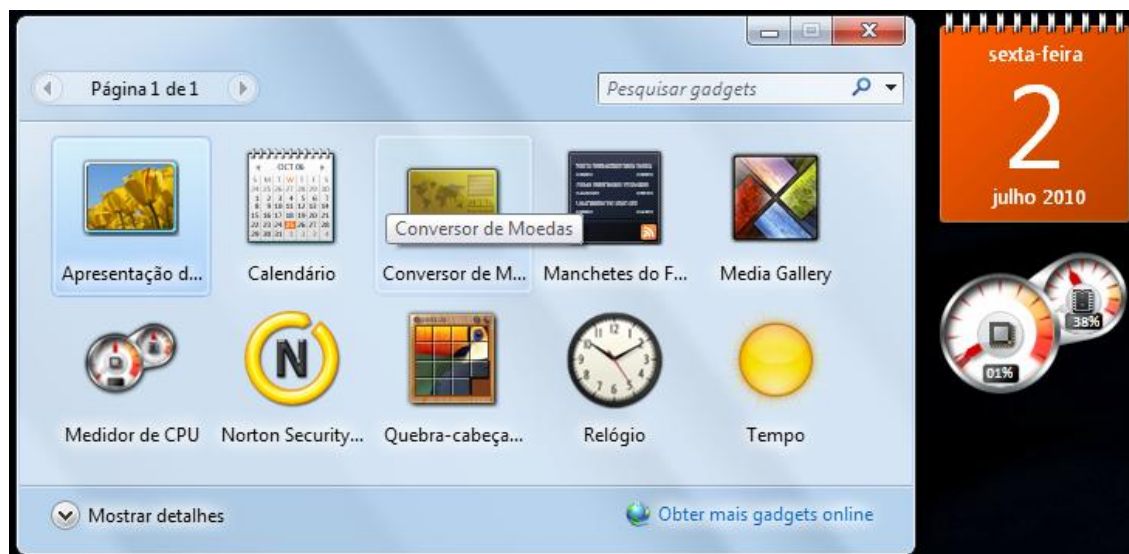 Página 1 de 1
Pesquisar gadgets
sexta-feira
2
julho 2010
OCT 06
Conversor de Moedas
Apresentação d...
Calendário
Conversor de M...
Manchetes do F...
Media Gallery
38%
01%
N
Medidor de CPU
Norton Security...
Quebra-cabeça...
Relógio
Tempo
Mostrar detalhes
Obter mais gadgets online